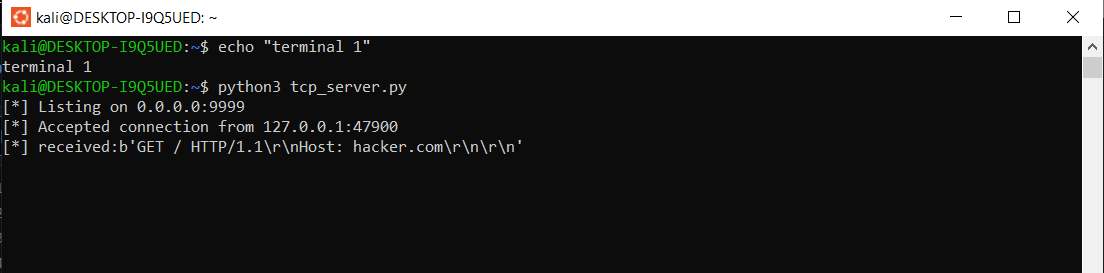 kali@DESKTOP-I9Q5UED: ~
kali@DESKTOP-I9Q5UED:~$ echo "terminal 1"
terminal 1
kali@DESKTOP-I9Q5UED:~$ python3 tcp_server.py
[*] Listing on 0.0.0.0:9999
[*] Accepted connection from 127.0.0.1:47900
[*] received:b'GET / HTTP/1.1\r\nHost: hacker.com\r\n\r\n'